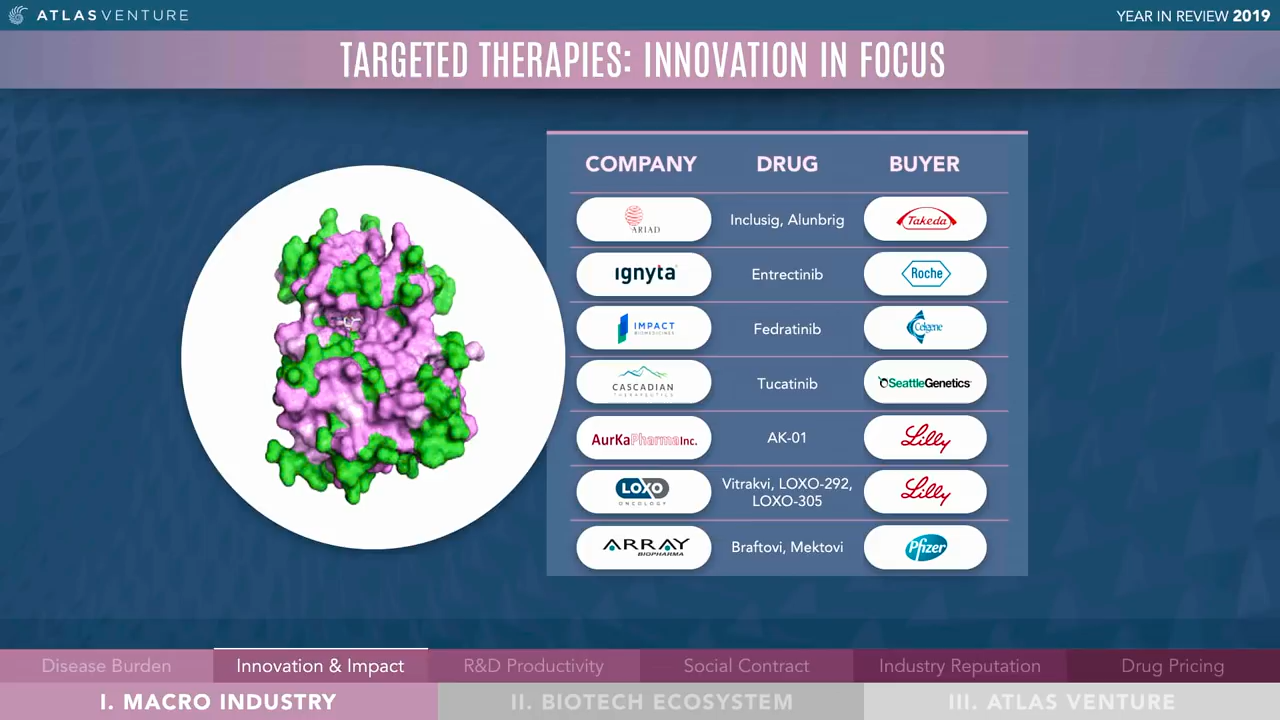 ATLAS VENTURE
YEAR IN REVIEW 2019
TARGETED THERAPIES: INNOVATION IN FOCUS
COMPANY DRUG BUYER
ARIAD Inclusig, Alunbrig Takeda
ignyta Entrectinib Roche
IMPACT BIOMEDICINES Fedratinib Celgene
CASCADIAN THERAPEUTICS Tucatinib SeattleGenetics
AurKaPharmaInc. AK-01 Lilly
LOXO ONCOLOGY Vitrakvi, LOXO-292, LOXO-305 Lilly
ARRAY BIOPHARMA Braftovi, Mektovi Pfizer
Disease Burden Innovation & Impact R&D Productivity Social Contract Industry Reputation Drug Pricing
I. MACRO INDUSTRY II. BIOTECH ECOSYSTEM III. ATLAS VENTURE